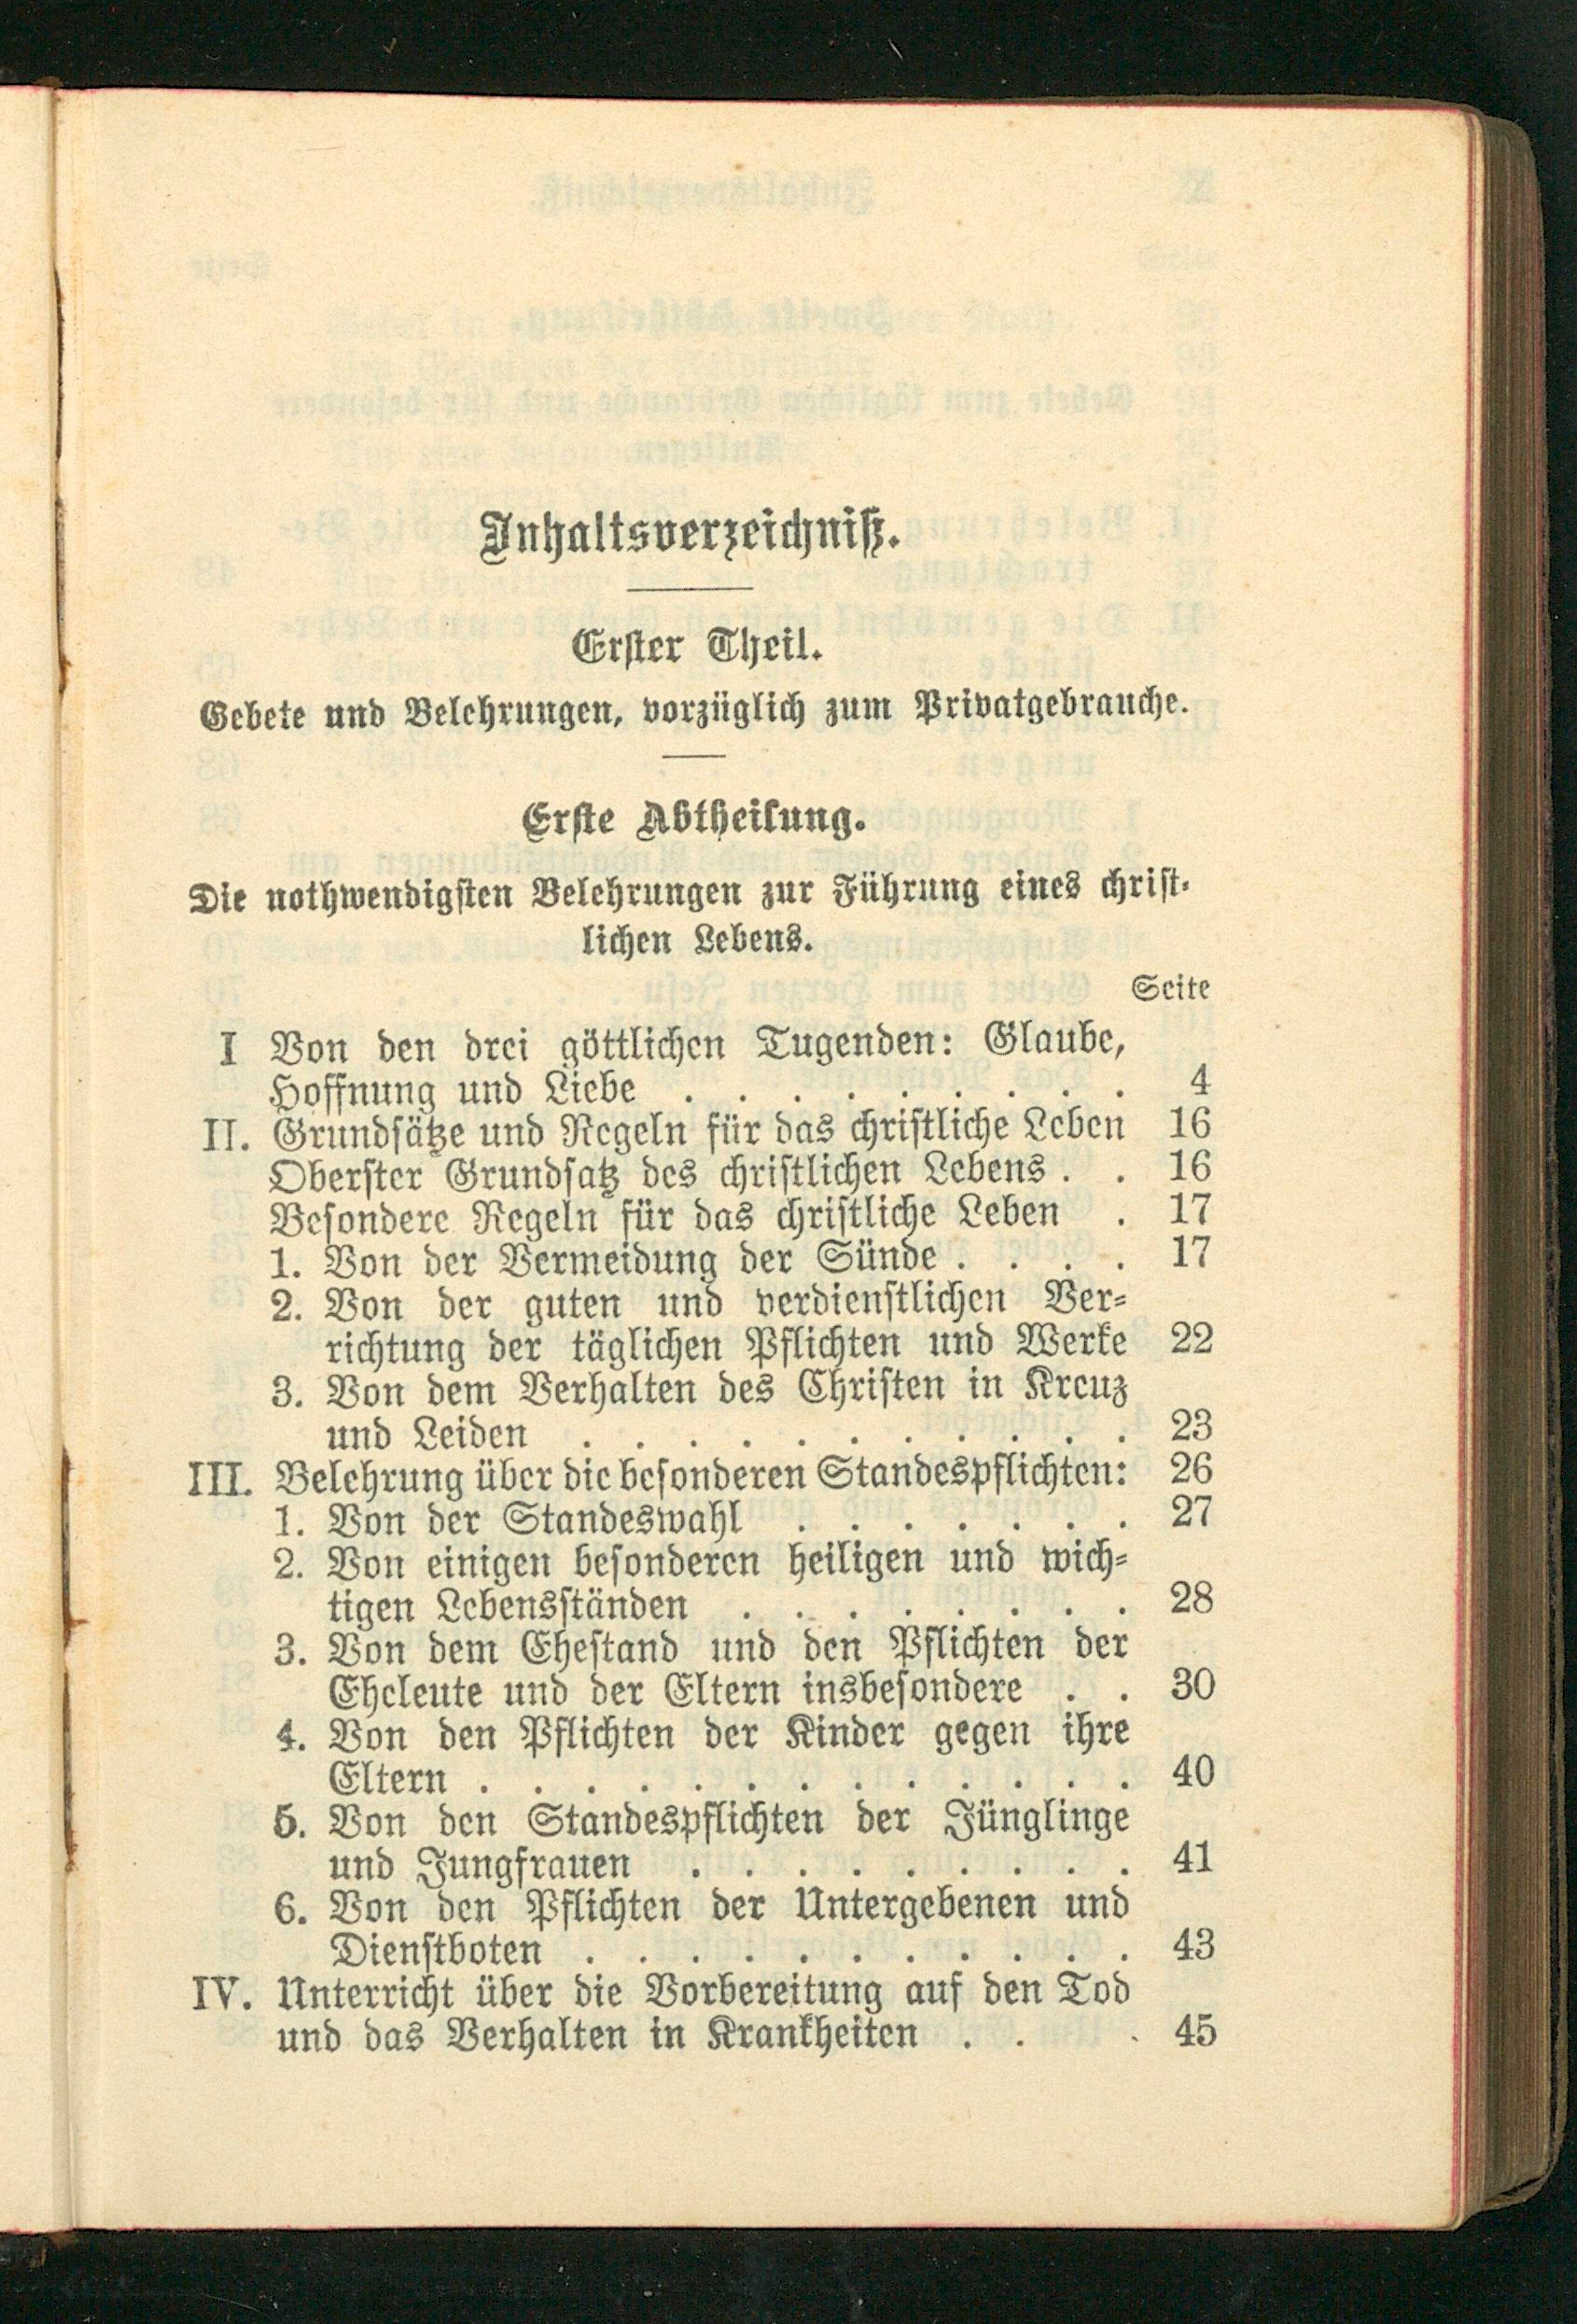 Inhaltsverzeichniß.
Erster Theil.
Gebete und Belehrungen, vorzüglich zum Privatgebrauche.
Erste Abtheilung.
Die nothwendigsten Belehrungen zur Führung eines christ-
lichen Lebens.
Seite
I Von den drei göttlichen Tugenden: Glaube,
Hoffnung und Liebe . . . . . . . . . 4
II. Grundsätze und Regeln für das christliche Leben 16
Oberster Grundsatz des christlichen Lebens . . 16
Besondere Regeln für das christliche Leben . 17
1. Von der Vermeidung der Sünde . . . . 17
2. Von der guten und verdienstlichen Ver-
richtung der täglichen Pflichten und Werke 22
3. Von dem Verhalten des Christen in Kreuz
und Leiden . . . . . . . . . . . 23
III. Belehrung über die besonderen Standespflichten: 26
1. Von der Standeswahl . . . . . . . 27
2. Von einigen besonderen heiligen und wich-
tigen Lebensständen . . . . . . . . 28
3. Von dem Ehestand und den Pflichten der
Eheleute und der Eltern insbesondere . . 30
4. Von den Pflichten der Kinder gegen ihre
Eltern . . . . . . . . . . . . . 40
5. Von den Standespflichten der Jünglinge
und Jungfrauen . . . . . . . . . 41
6. Von den Pflichten der Untergebenen und
Dienstboten . . . . . . . . . . . 43
IV. Unterricht über die Vorbereitung auf den Tod
und das Verhalten in Krankheiten . . . 45